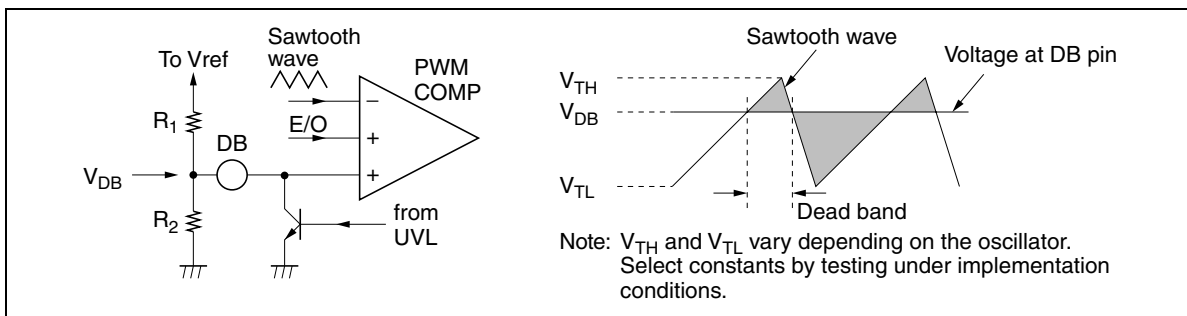 Sawtooth
wave
To Vref
PWM
COMP
−
R1
E/O
+
DB
+
VDB
R2
from
UVL
Sawtooth wave
Voltage at DB pin
VTH
VDB
VTL
Dead band
Note: VTH and VTL vary depending on the oscillator.
Select constants by testing under implementation
conditions.